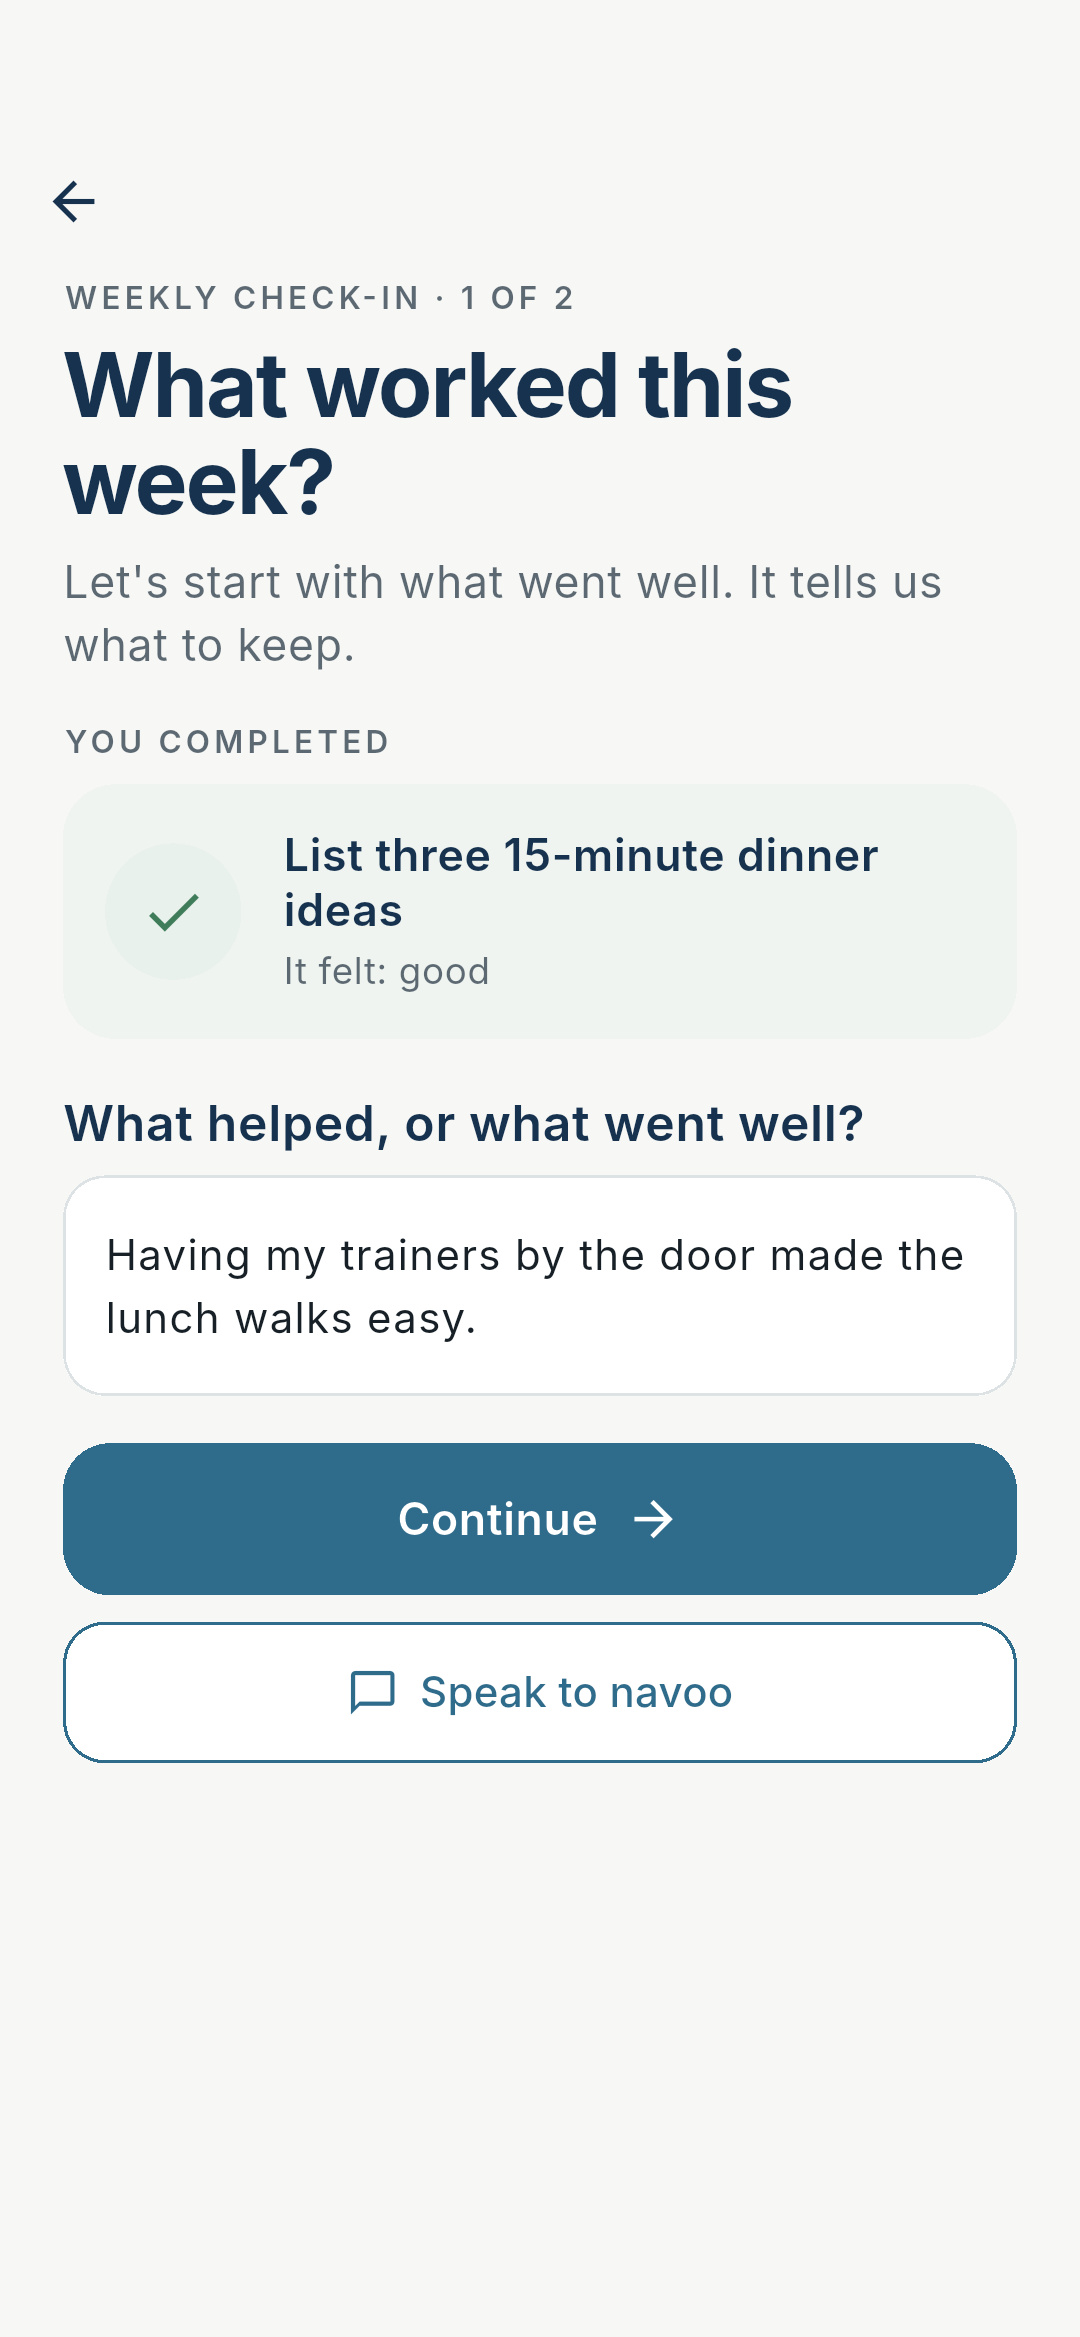 WEEKLY CHECK-IN · 1 OF 2
What worked this
week?
Let's start with what went well. It tells us
what to keep.
YOU COMPLETED
List three 15-minute dinner
ideas
It felt: good
What helped, or what went well?
Having my trainers by the door made the
lunch walks easy.
Continue
Speak to navoo